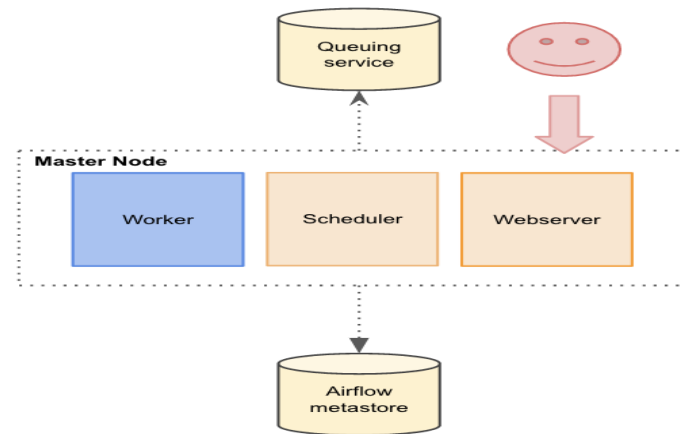 Queuing
service
Master Node
Worker
Scheduler
Webserver
Airflow
metastore